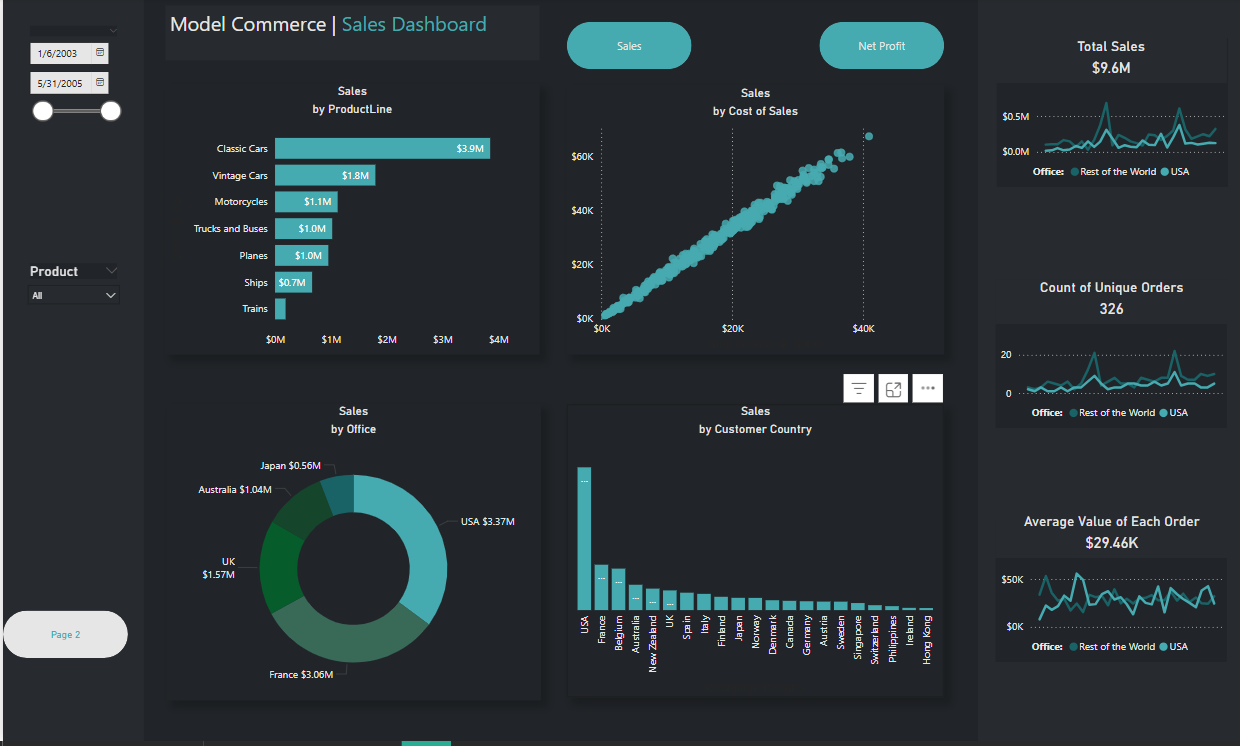 Model Commerce | Sales Dashboard
1/6/2003
5/31/2005
Product
All
Page 2
Sales
Net Profit
Sales
by ProductLine
Classic Cars $3.9M
Vintage Cars $1.8M
Motorcycles $1.1M
Trucks and Buses $1.0M
Planes $1.0M
Ships $0.7M
Trains
$0M $1M $2M $3M $4M
Sales
by Cost of Sales
$60K
$40K
$20K
$0K
$0K $20K $40K
Sales
by Office
Japan $0.56M
Australia $1.04M
USA $3.37M
UK
$1.57M
France $3.06M
Sales
by Customer Country
...
...
...
...
...
...
USA
France
Belgium
Australia
New Zealand
UK
Spain
Italy
Finland
Japan
Norway
Denmark
Canada
Germany
Austria
Sweden
Singapore
Switzerland
Philippines
Ireland
Hong Kong
Total Sales
$9.6M
$0.5M
$0.0M
Office: Rest of the World USA
Count of Unique Orders
326
20
0
Office: Rest of the World USA
Average Value of Each Order
$29.46K
$50K
$0K
Office: Rest of the World USA